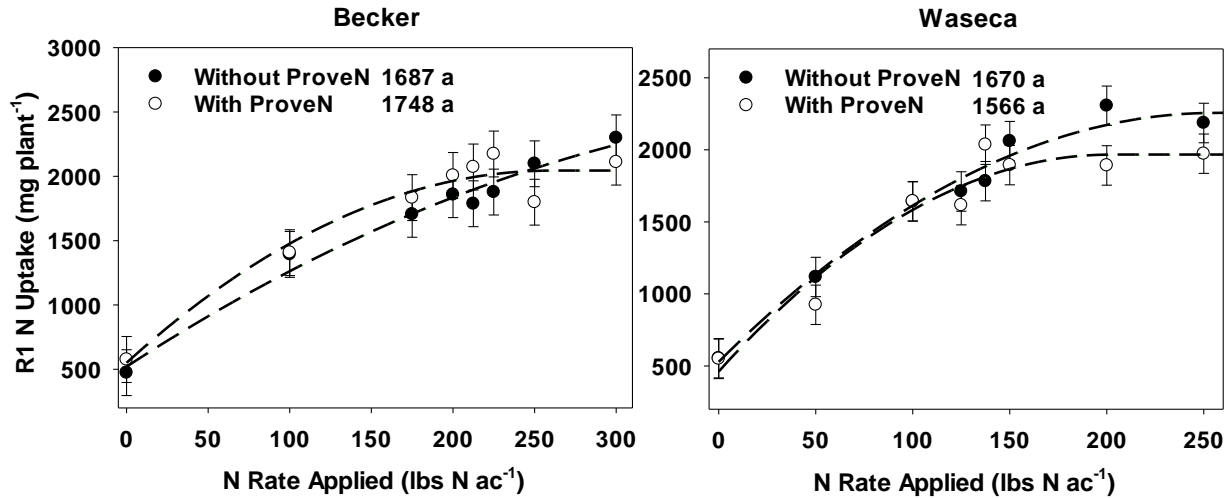 Becker
Waseca
3000
2500
2000
1500
1000
500
R1 N Uptake (mg plant⁻¹)
Without ProveN 1687 a
With ProveN 1748 a
0 50 100 150 200 250 300
N Rate Applied (lbs N ac⁻¹)
2500
2000
1500
1000
500
Without ProveN 1670 a
With ProveN 1566 a
0 50 100 150 200 250
N Rate Applied (lbs N ac⁻¹)